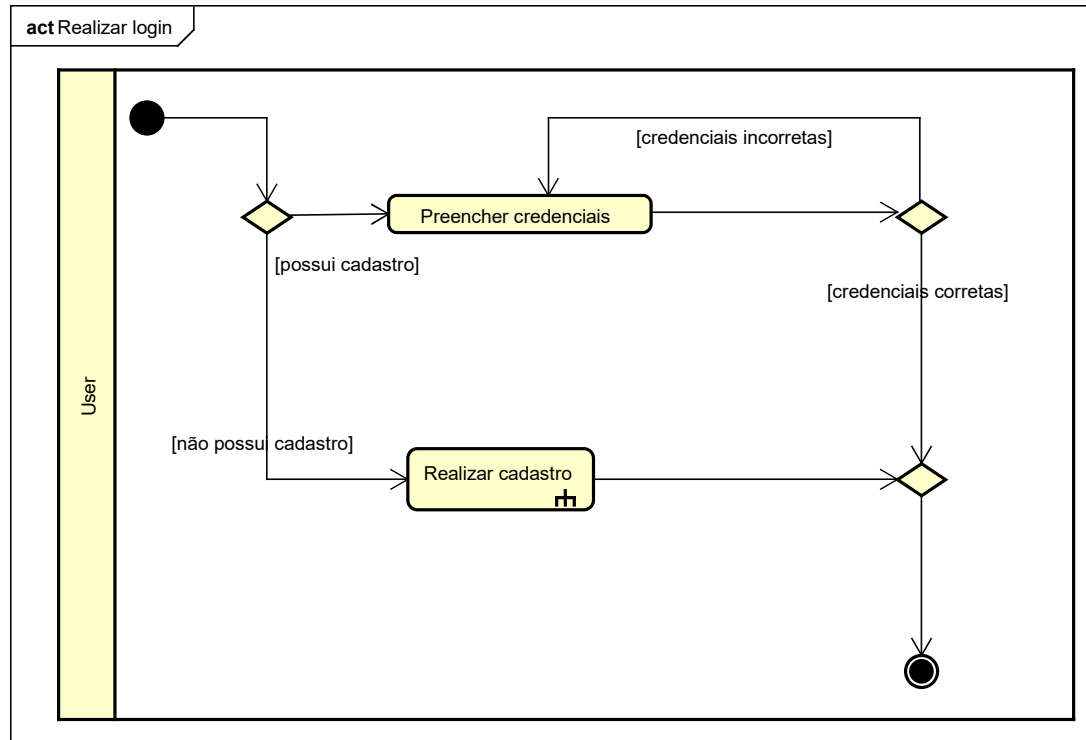 act Realizar login
[credenciais incorretas]
Preencher credenciais
[possui cadastro]
[credenciais corretas]
User
[não possui cadastro]
Realizar cadastro